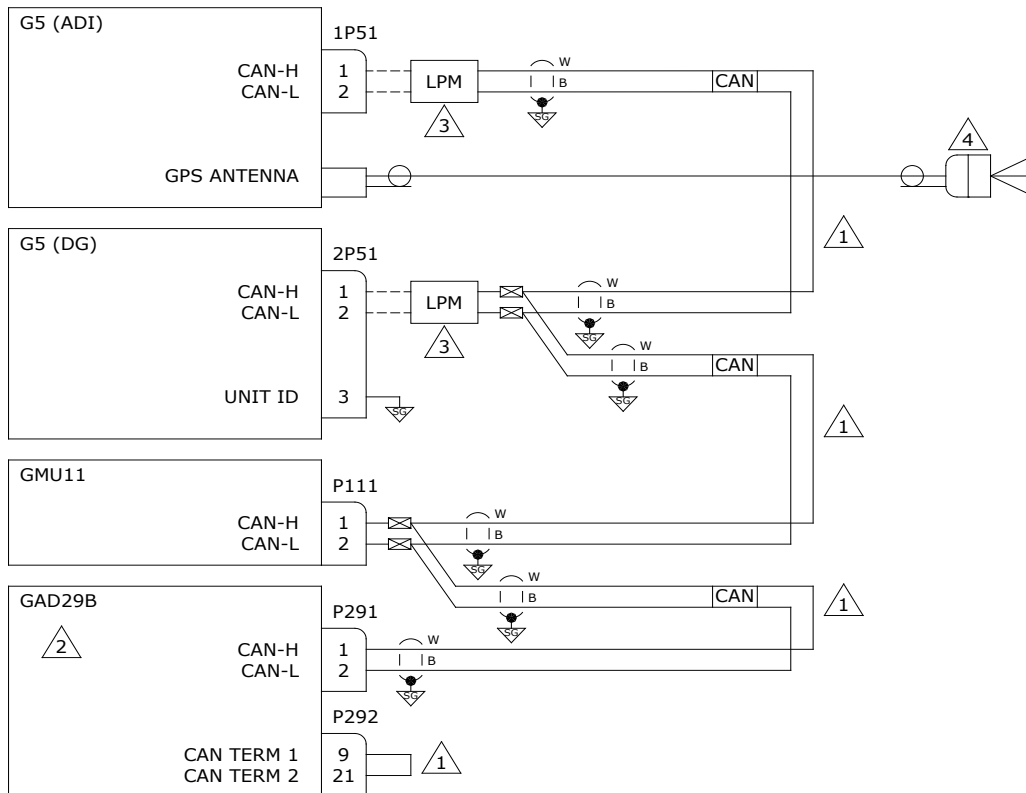 G5 (ADI)
1P51
CAN-H 1
CAN-L 2
LPM
3
W
B
SG
CAN
GPS ANTENNA
4
1
G5 (DG)
2P51
CAN-H 1
CAN-L 2
LPM
3
W
B
SG
W
B
SG
CAN
UNIT ID 3
SG
1
GMU11
P111
CAN-H 1
CAN-L 2
W
B
SG
W
B
SG
CAN
1
GAD29B
2
P291
CAN-H 1
CAN-L 2
W
B
SG
P292
CAN TERM 1 9
CAN TERM 2 21
1